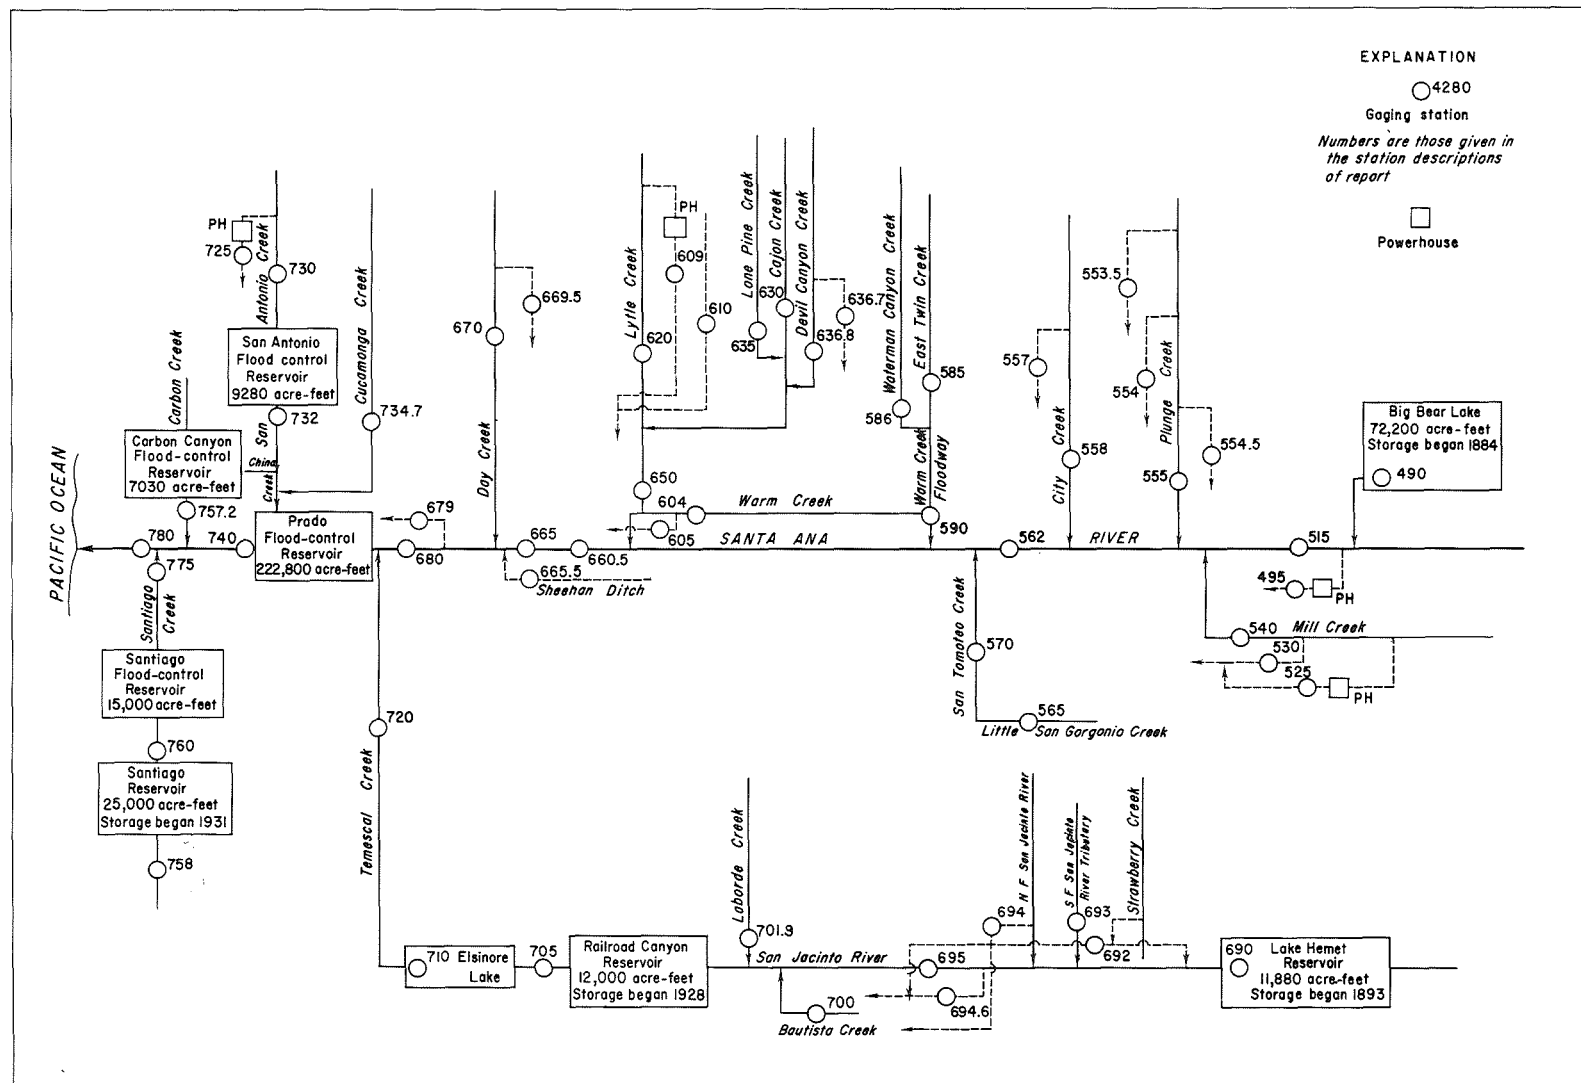 EXPLANATION
4280
Gaging station
Numbers are those given in
the station descriptions
of report
Powerhouse
PH
725
730
San Antonio Creek
Cucamonga Creek
San Antonio
Flood control
Reservoir
9280 acre-feet
732
734.7
Carbon Creek
Carbon Canyon
Flood-control
Reservoir
7030 acre-feet
China
Creek
757.2
PACIFIC OCEAN
780
740
Prado
Flood-control
Reservoir
222,800 acre-feet
679
680
775
Santiago
Creek
Santiago
Flood-control
Reservoir
15,000 acre-feet
760
Santiago
Reservoir
25,000 acre-feet
Storage began 1931
758
669.5
670
Day Creek
665
660.5
665.5
Sheehan Ditch
Lytle Creek
PH
609
610
620
650
604
605
Warm Creek
Lone Pine Creek
Cajon Creek
Devil Canyon Creek
630
635
636.7
636.8
Waterman Canyon Creek
East Twin Creek
585
586
Warm Creek
Floodway
590
SANTA ANA
RIVER
562
557
City Creek
558
553.5
554
Plunge Creek
554.5
555
Big Bear Lake
72,200 acre-feet
Storage began 1884
490
515
495
PH
540
Mill Creek
530
525
PH
San Tomoteo Creek
570
565
Little San Gorgonio Creek
720
Temescal Creek
710 Elsinore
Lake
705
Railroad Canyon
Reservoir
12,000 acre-feet
Storage began 1928
Laborde Creek
701.9
San Jacinto River
695
700
Bautista Creek
694
694.6
N F San Jacinto River
S F San Jacinto
River Tributary
693
692
Strawberry Creek
690
Lake Hemet
Reservoir
11,880 acre-feet
Storage began 1893